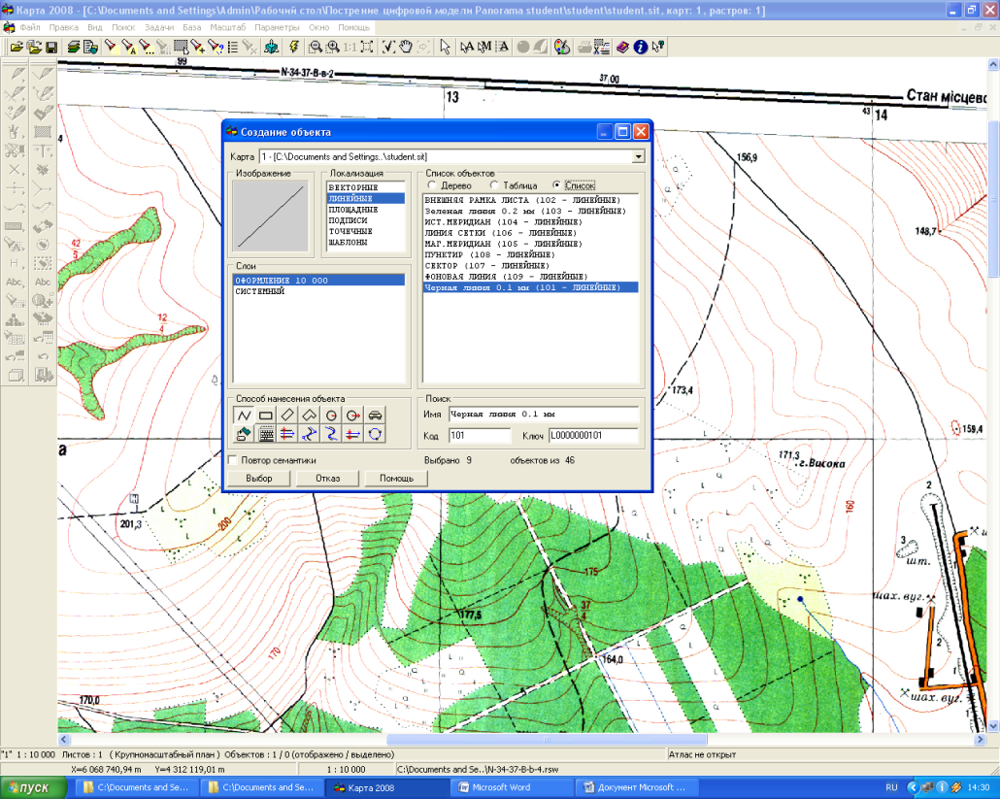 Карта 2008 - [C:\Documents and Settings\Admin\Рабочий стол\Пострение цифровой модели Panorama student\student\student.sit, карт: 1, растров: 1]
Файл Правка Вид Поиск Задачи База Масштаб Параметры Окно Помощь
99
N-34-37-В-в-2
37.00
13
Стан місцево
43 14
4
156,9
148,7
42
5
12
4
173,4
159,4
а
171,3
г.Висока
160
201,3
200
2
3
шт.
175
шах. вуг.
177,5
37
4
2
1
164,0
170
170,0
шах. вуг.
1
Создание объекта
Карта 1 - [C:\Documents and Settings..\student.sit]
Изображение
Локализация
ВЕКТОРНЫЕ
ЛИНЕЙНЫЕ
ПЛОЩАДНЫЕ
ПОДПИСИ
ТОЧЕЧНЫЕ
ШАБЛОНЫ
Список объектов
Дерево Таблица Список
ВНЕШНЯЯ РАМКА ЛИСТА (102 - ЛИНЕЙНЫЕ)
Зеленая линия 0.2 мм (103 - ЛИНЕЙНЫЕ)
ИСТ.МЕРИДИАН (104 - ЛИНЕЙНЫЕ)
ЛИНИЯ СЕТКИ (106 - ЛИНЕЙНЫЕ)
МАГ.МЕРИДИАН (105 - ЛИНЕЙНЫЕ)
ПУНКТИР (108 - ЛИНЕЙНЫЕ)
СЕКТОР (107 - ЛИНЕЙНЫЕ)
ФОНОВАЯ ЛИНИЯ (109 - ЛИНЕЙНЫЕ)
Черная линия 0.1 мм (101 - ЛИНЕЙНЫЕ)
Слои
ОФОРМЛЕНИЕ 10 000
СИСТЕМНЫЙ
Способ нанесения объекта
Поиск
Имя Черная линия 0.1 мм
Код 101 Ключ L0000000101
Повтор семантики
Выбрано 9 объектов из 46
Выбор Отказ Помощь
"1" 1 : 10 000 Листов : 1 ( Крупномасштабный план ) Объектов : 1 / 0 (отображено / выделено) Атлас не открыт
X=6 068 740,94 m Y=4 312 119,01 m 1 : 10 000 C:\Documents and Se..\N-34-37-B-b-4.rsw
пуск C:\Documents and Se... C:\Documents and Se... Карта 2008 Microsoft Word Документ Microsoft ... RU 14:30